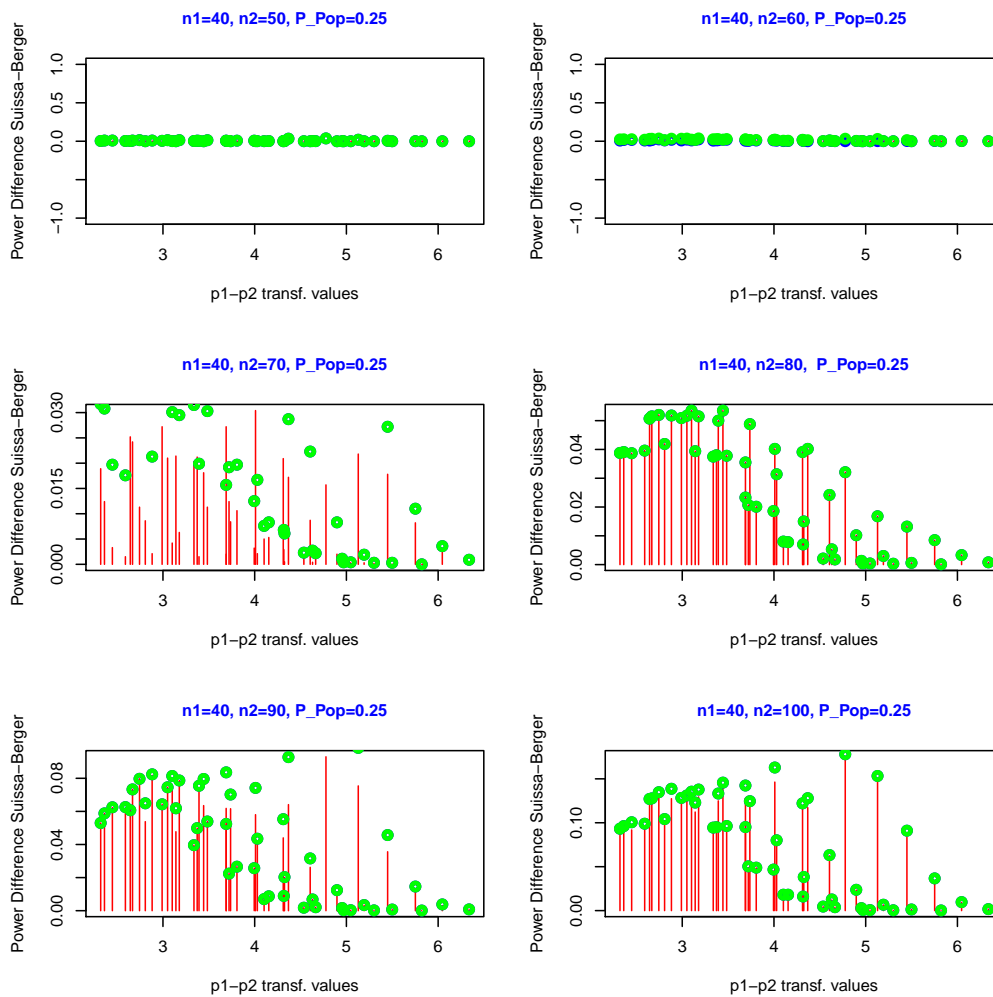 n1=40, n2=50, P_Pop=0.25
Power Difference Suissa−Berger
1.0
0.5
0.0
−1.0
3 4 5 6
p1−p2 transf. values
n1=40, n2=60, P_Pop=0.25
Power Difference Suissa−Berger
1.0
0.5
0.0
−1.0
3 4 5 6
p1−p2 transf. values
n1=40, n2=70, P_Pop=0.25
Power Difference Suissa−Berger
0.030
0.015
0.000
3 4 5 6
p1−p2 transf. values
n1=40, n2=80,  P_Pop=0.25
Power Difference Suissa−Berger
0.04
0.02
0.00
3 4 5 6
p1−p2 transf. values
n1=40, n2=90, P_Pop=0.25
Power Difference Suissa−Berger
0.08
0.04
0.00
3 4 5 6
p1−p2 transf. values
n1=40, n2=100, P_Pop=0.25
Power Difference Suissa−Berger
0.10
0.00
3 4 5 6
p1−p2 transf. values